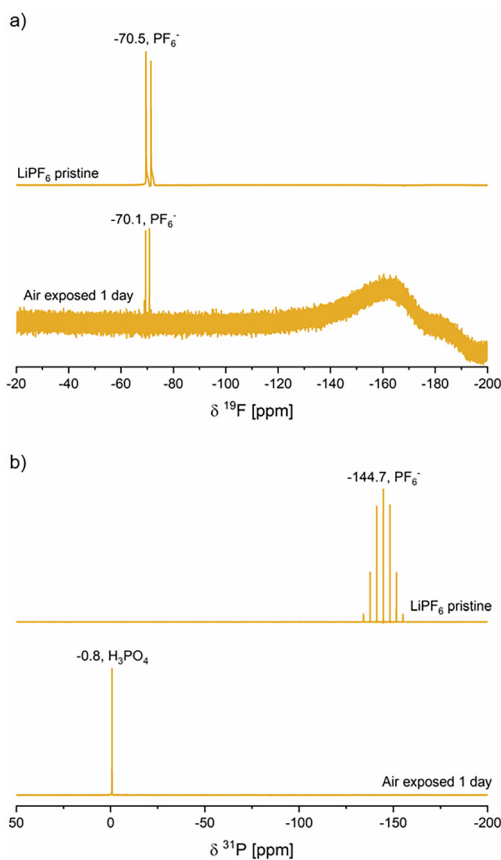 a)
-70.5, PF6-
LiPF6 pristine
-70.1, PF6-
Air exposed 1 day
-20 -40 -60 -80 -100 -120 -140 -160 -180 -200
δ 19F [ppm]
b)
-144.7, PF6-
LiPF6 pristine
-0.8, H3PO4
Air exposed 1 day
50 0 -50 -100 -150 -200
δ 31P [ppm]